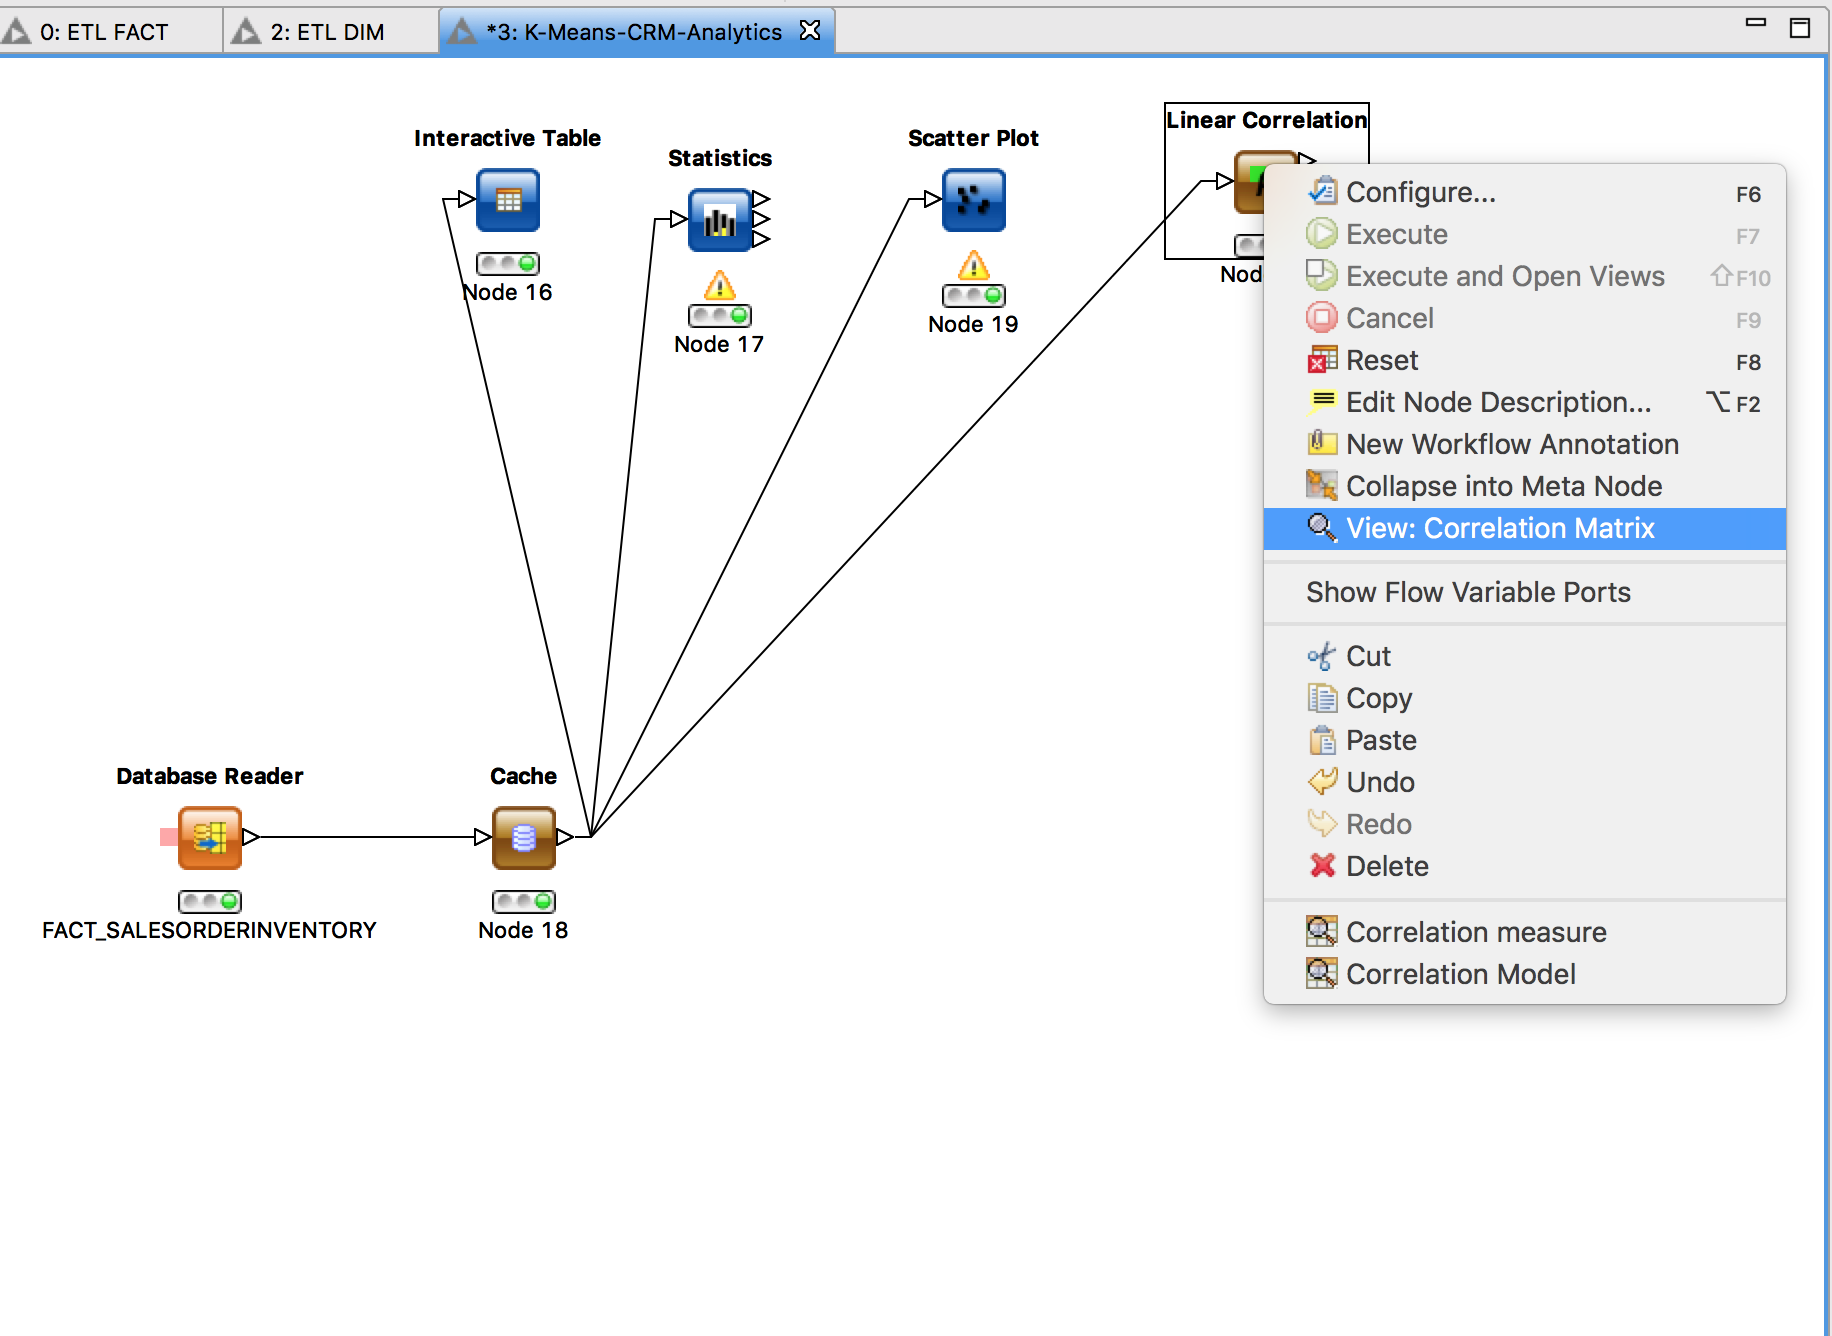 0: ETL FACT
2: ETL DIM
*3: K-Means-CRM-Analytics
Interactive Table
Node 16
Statistics
Node 17
Scatter Plot
Node 19
Linear Correlation
Nod
Database Reader
FACT_SALESORDERINVENTORY
Cache
Node 18
Configure... F6
Execute F7
Execute and Open Views ⇧F10
Cancel F9
Reset F8
Edit Node Description... ⌥F2
New Workflow Annotation
Collapse into Meta Node
View: Correlation Matrix
Show Flow Variable Ports
Cut
Copy
Paste
Undo
Redo
Delete
Correlation measure
Correlation Model